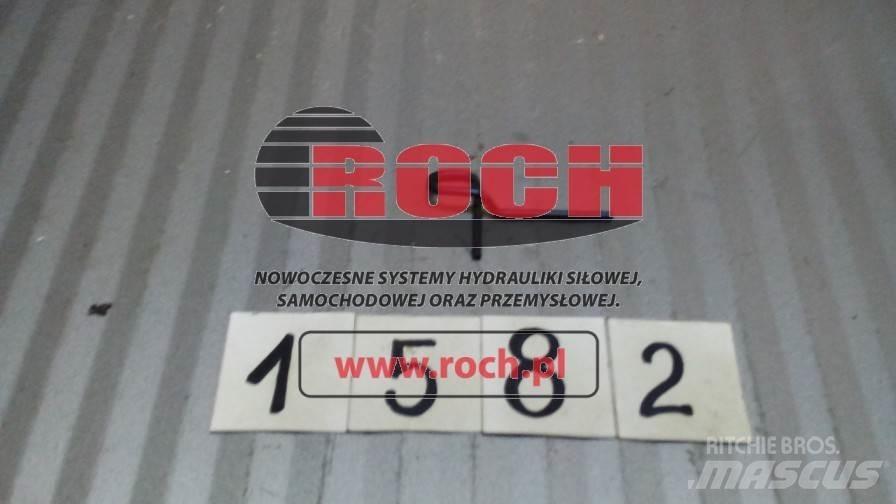 ROCH
NOWOCZESNE SYSTEMY HYDRAULIKI SIŁOWEJ,
SAMOCHODOWEJ ORAZ PRZEMYSŁOWEJ.
www.roch.pl
1 5 8 2
RITCHIE BROS.
MASCUS